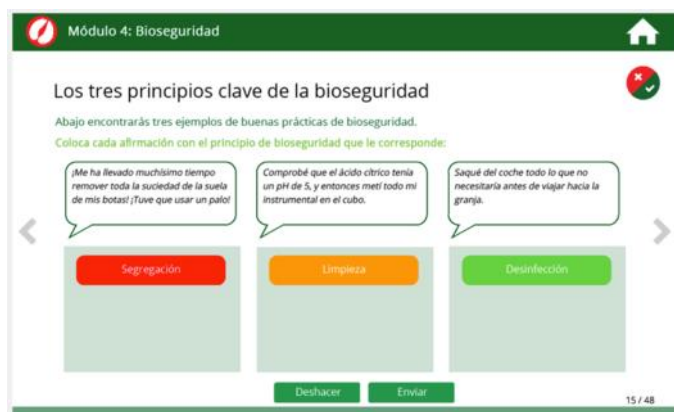 Módulo 4: Bioseguridad
Los tres principios clave de la bioseguridad
Abajo encontrarás tres ejemplos de buenas prácticas de bioseguridad.
Coloca cada afirmación con el principio de bioseguridad que le corresponde:
¡Me ha llevado muchísimo tiempo
remover toda la suciedad de la suela
de mis botas! ¡Tuve que usar un palo!
Comprobé que el ácido cítrico tenía
un pH de 5, y entonces metí todo mi
instrumental en el cubo.
Saqué del coche todo lo que no
necesitaría antes de viajar hacia la
granja.
Segregación
Limpieza
Desinfección
Deshacer
Enviar
15 / 48